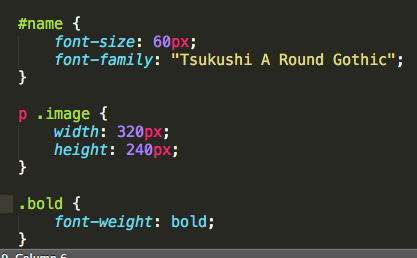 #name {
font-size: 60px;
font-family: "Tsukushi A Round Gothic";
}
p .image {
width: 320px;
height: 240px;
}
.bold {
font-weight: bold;
}